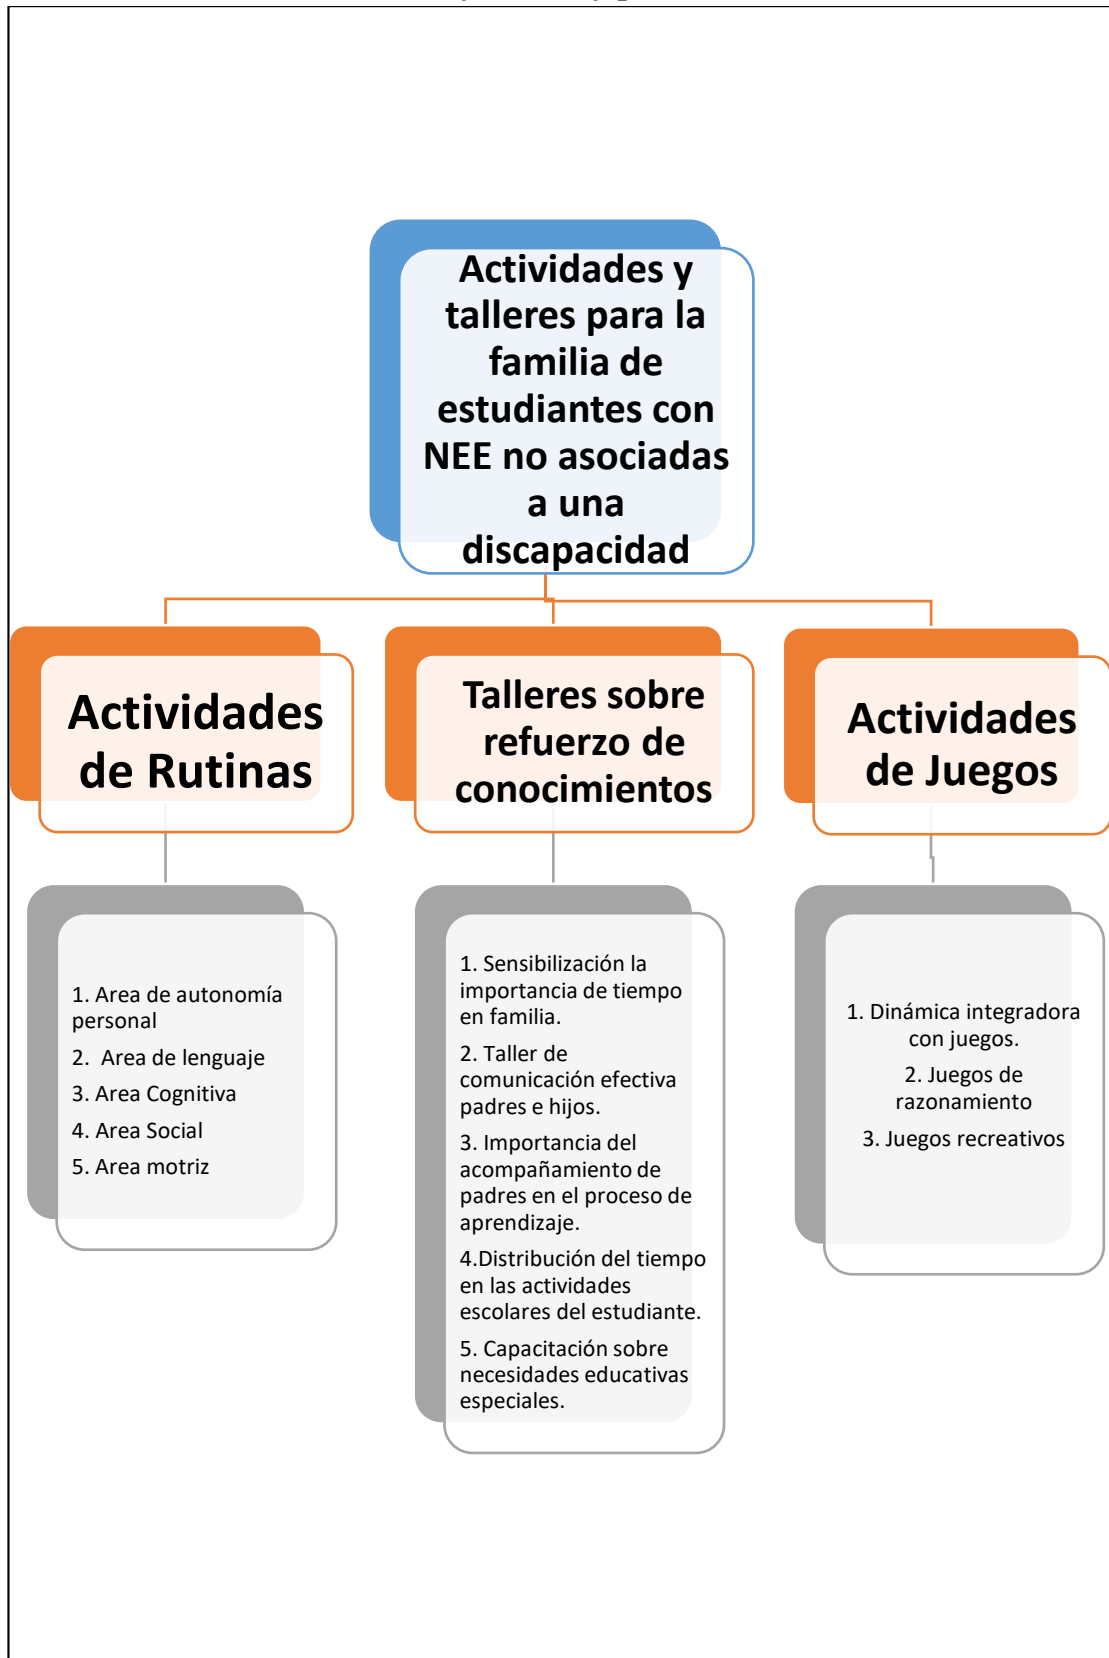 Actividades y
talleres para la
familia de
estudiantes con
NEE no asociadas
a una
discapacidad
Actividades
de Rutinas
Talleres sobre
refuerzo de
conocimientos
Actividades
de Juegos
1. Area de autonomía
personal
2. Area de lenguaje
3. Area Cognitiva
4. Area Social
5. Area motriz
1. Sensibilización la
importancia de tiempo
en familia.
2. Taller de
comunicación efectiva
padres e hijos.
3. Importancia del
acompañamiento de
padres en el proceso de
aprendizaje.
4.Distribución del tiempo
en las actividades
escolares del estudiante.
5. Capacitación sobre
necesidades educativas
especiales.
1. Dinámica integradora
con juegos.
2. Juegos de
razonamiento
3. Juegos recreativos